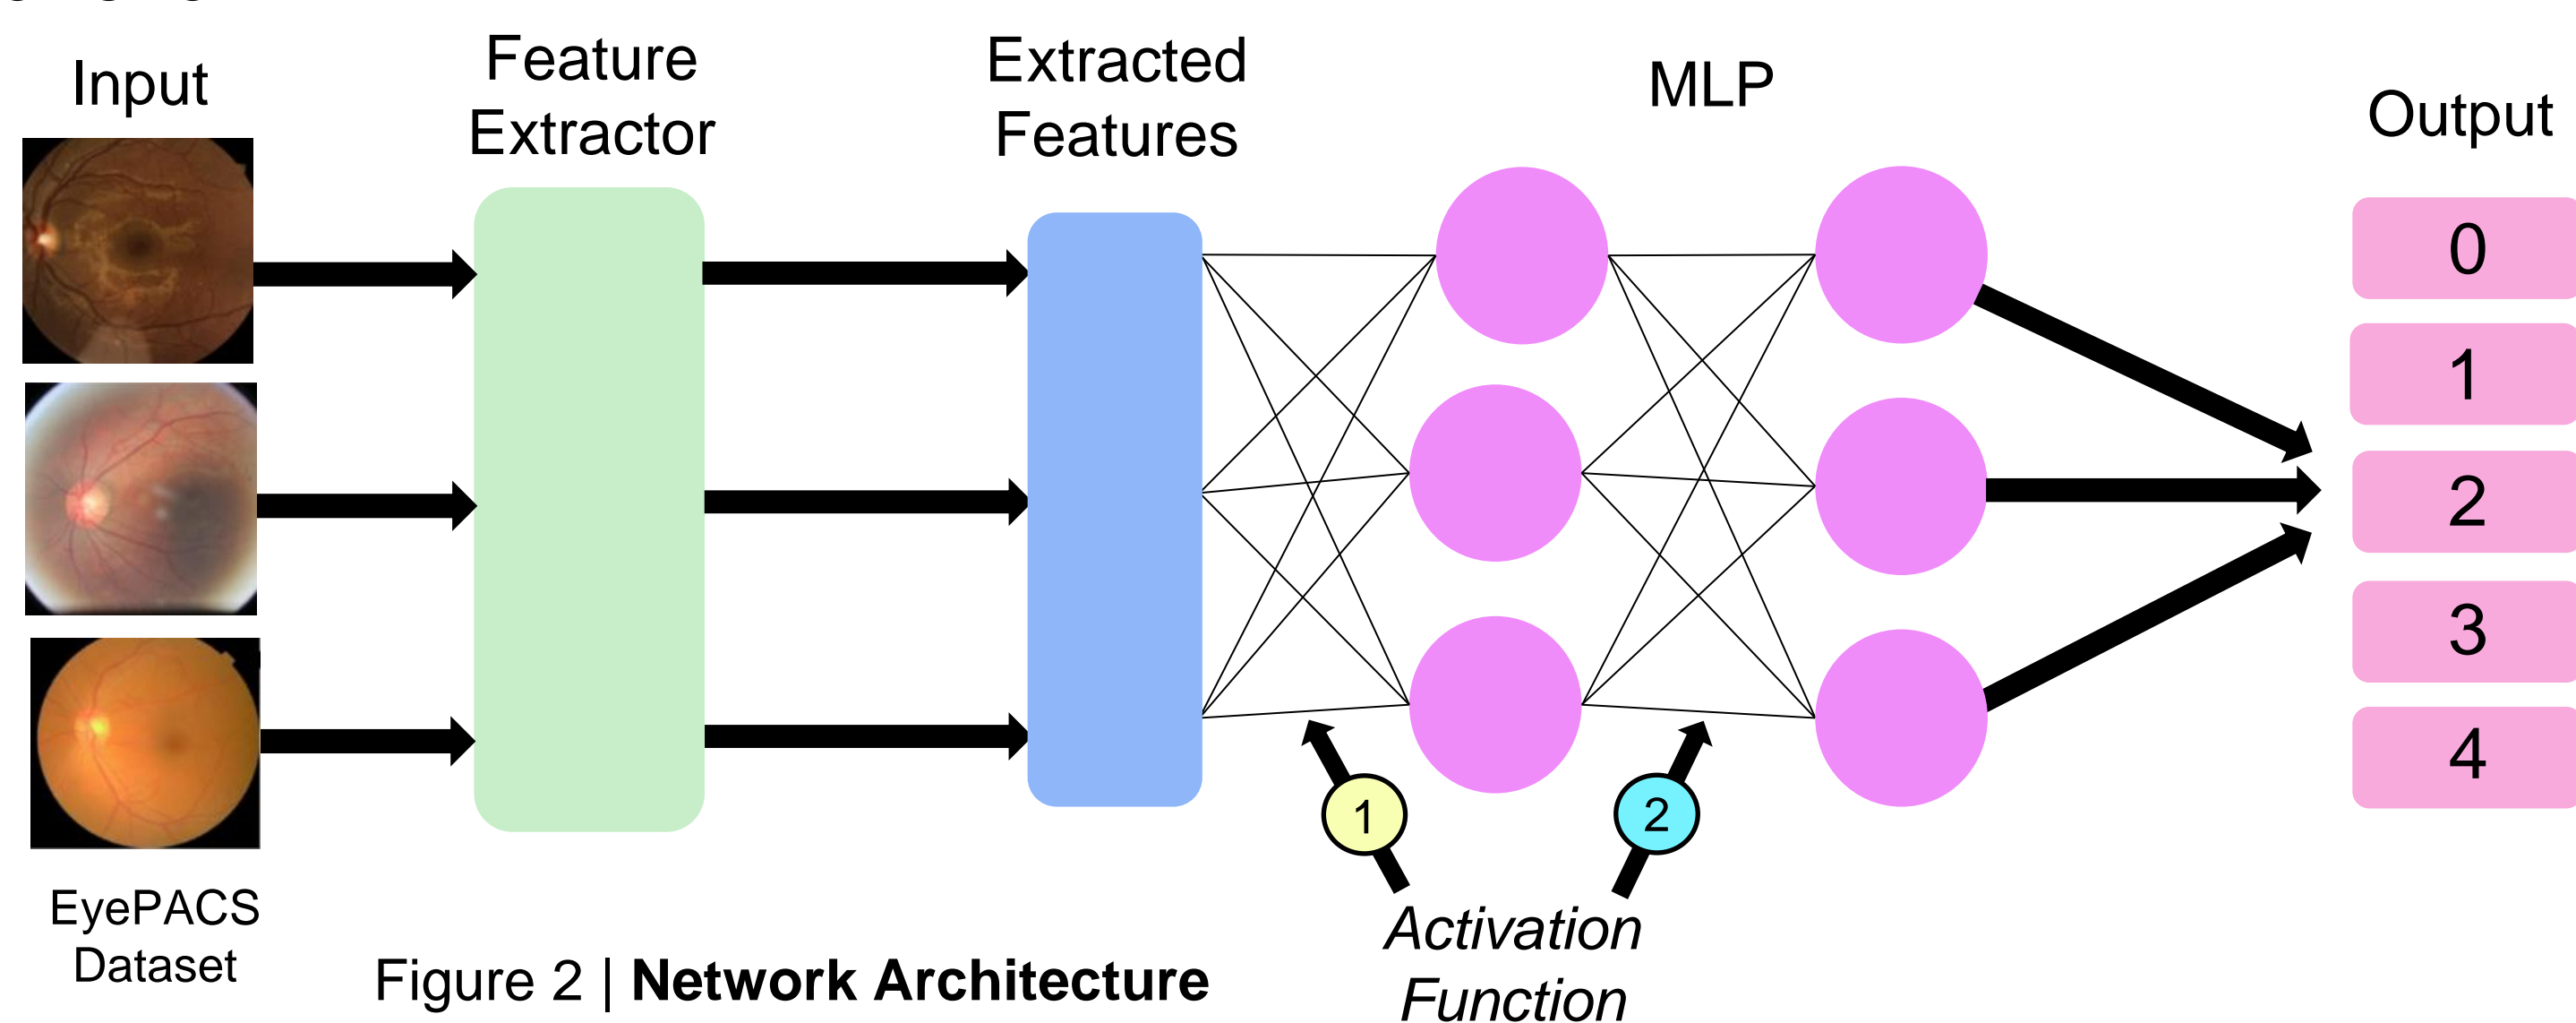 Input
Feature
Extractor
Extracted
Features
MLP
Output
0
1
2
3
4
1
2
EyePACS
Dataset
Activation
Function
Figure 2 | Network Architecture